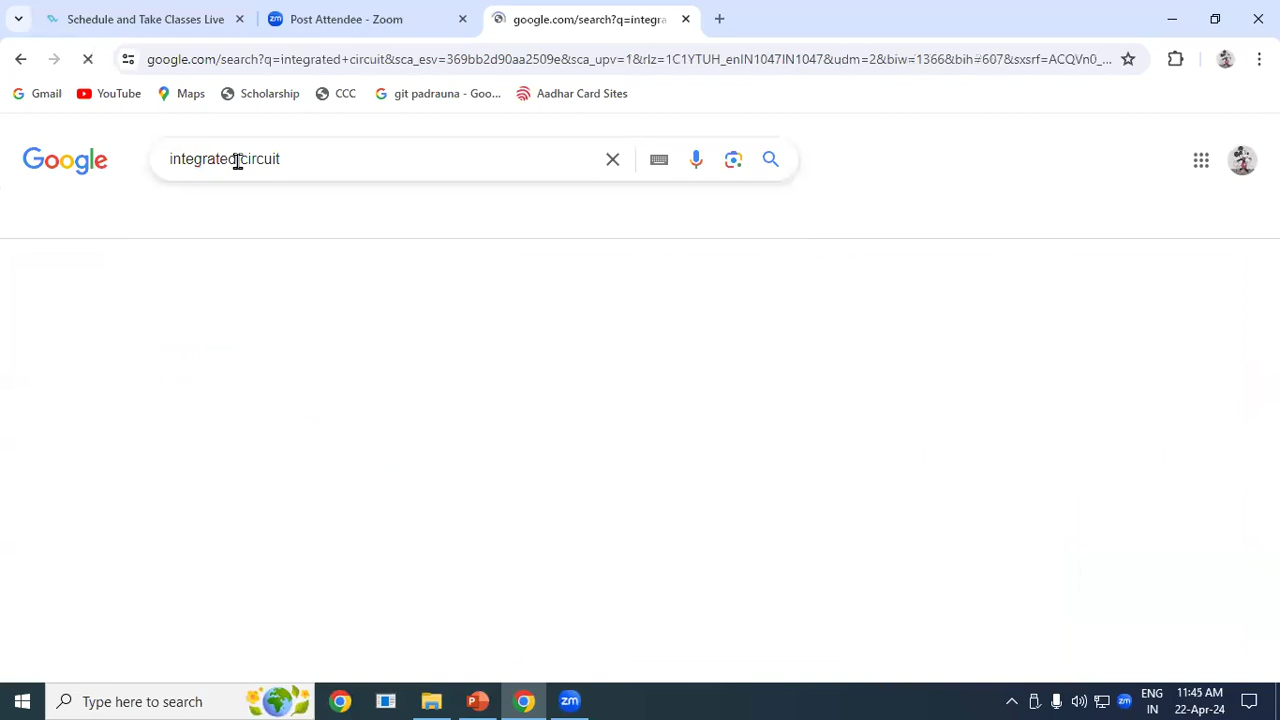 Schedule and Take Classes Live
zm Post Attendee - Zoom
google.com/search?q=integra
google.com/search?q=integrated+circuit&sca_esv=369bb2d90aa2509e&sca_upv=1&rlz=1C1YTUH_enIN1047IN1047&udm=2&biw=1366&bih=607&sxsrf=ACQVn0_...
Gmail YouTube Maps Scholarship CCC git padrauna - Goo... Aadhar Card Sites
Google integrated circuit
Type here to search
zm
zm
ENG
IN
11:45 AM
22-Apr-24